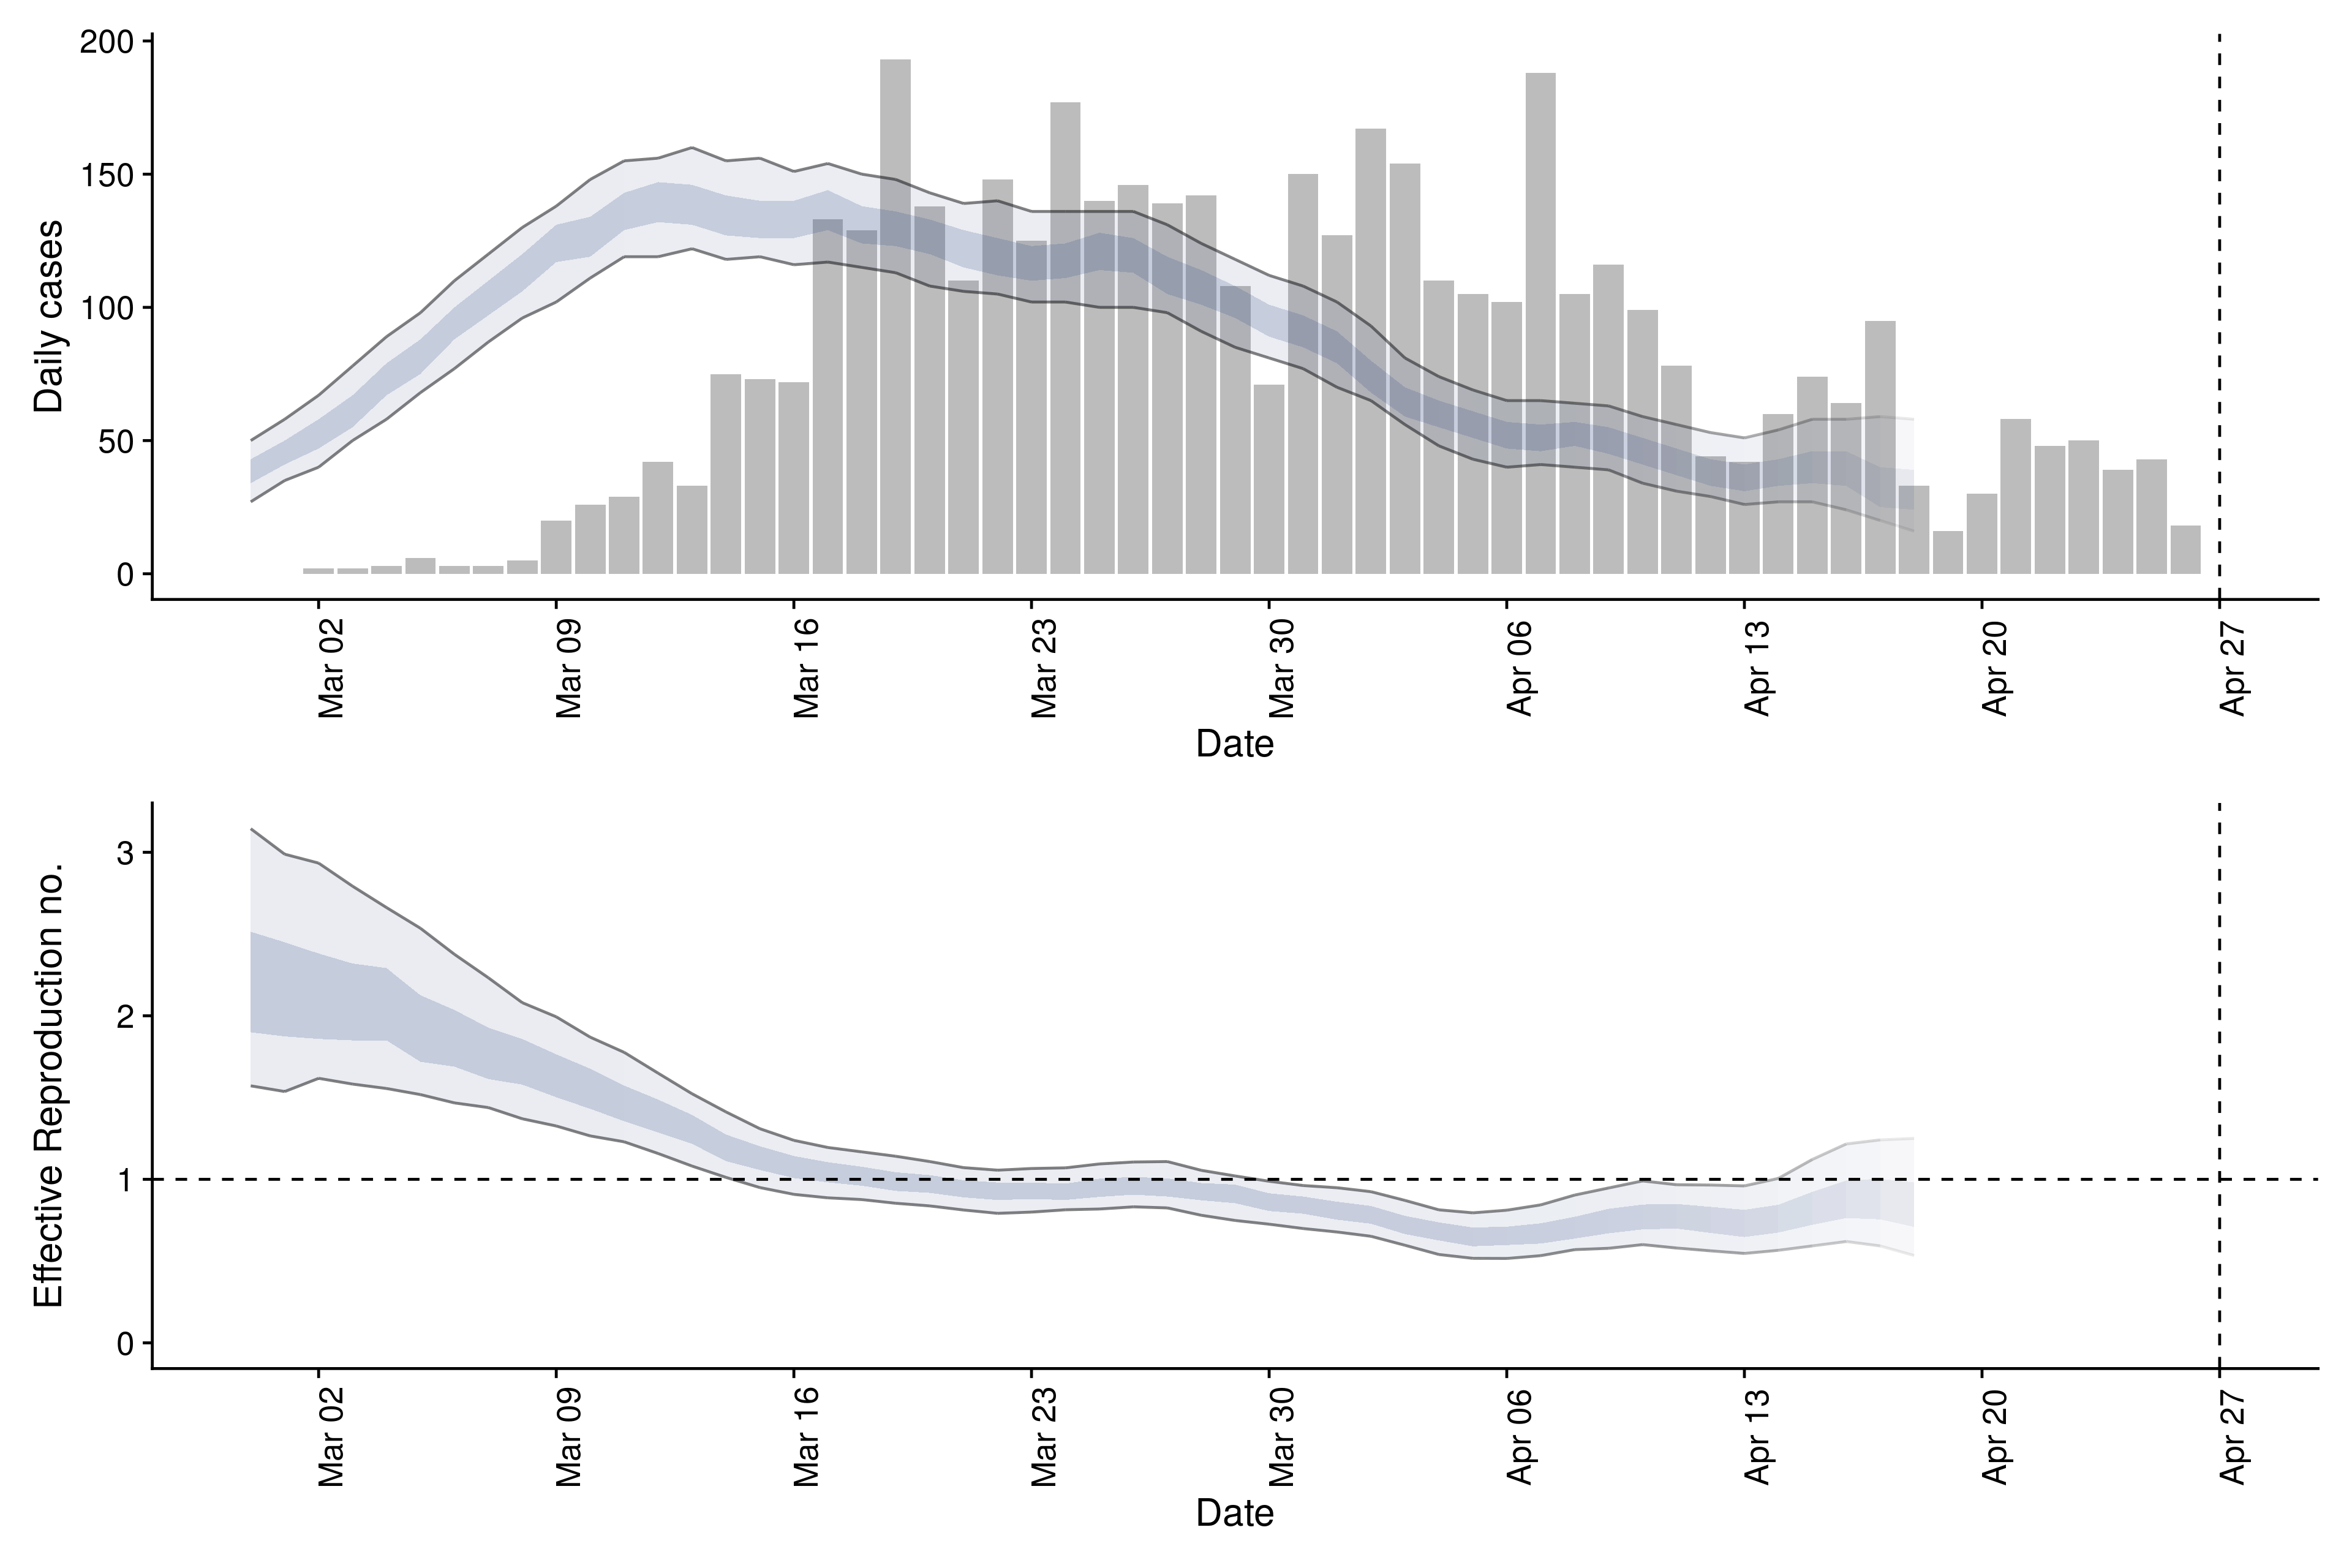 Daily cases
200
150
100
50
0
Mar 02
Mar 09
Mar 16
Mar 23
Mar 30
Apr 06
Apr 13
Apr 20
Apr 27
Date
Effective Reproduction no.
3
2
1
0
Mar 02
Mar 09
Mar 16
Mar 23
Mar 30
Apr 06
Apr 13
Apr 20
Apr 27
Date